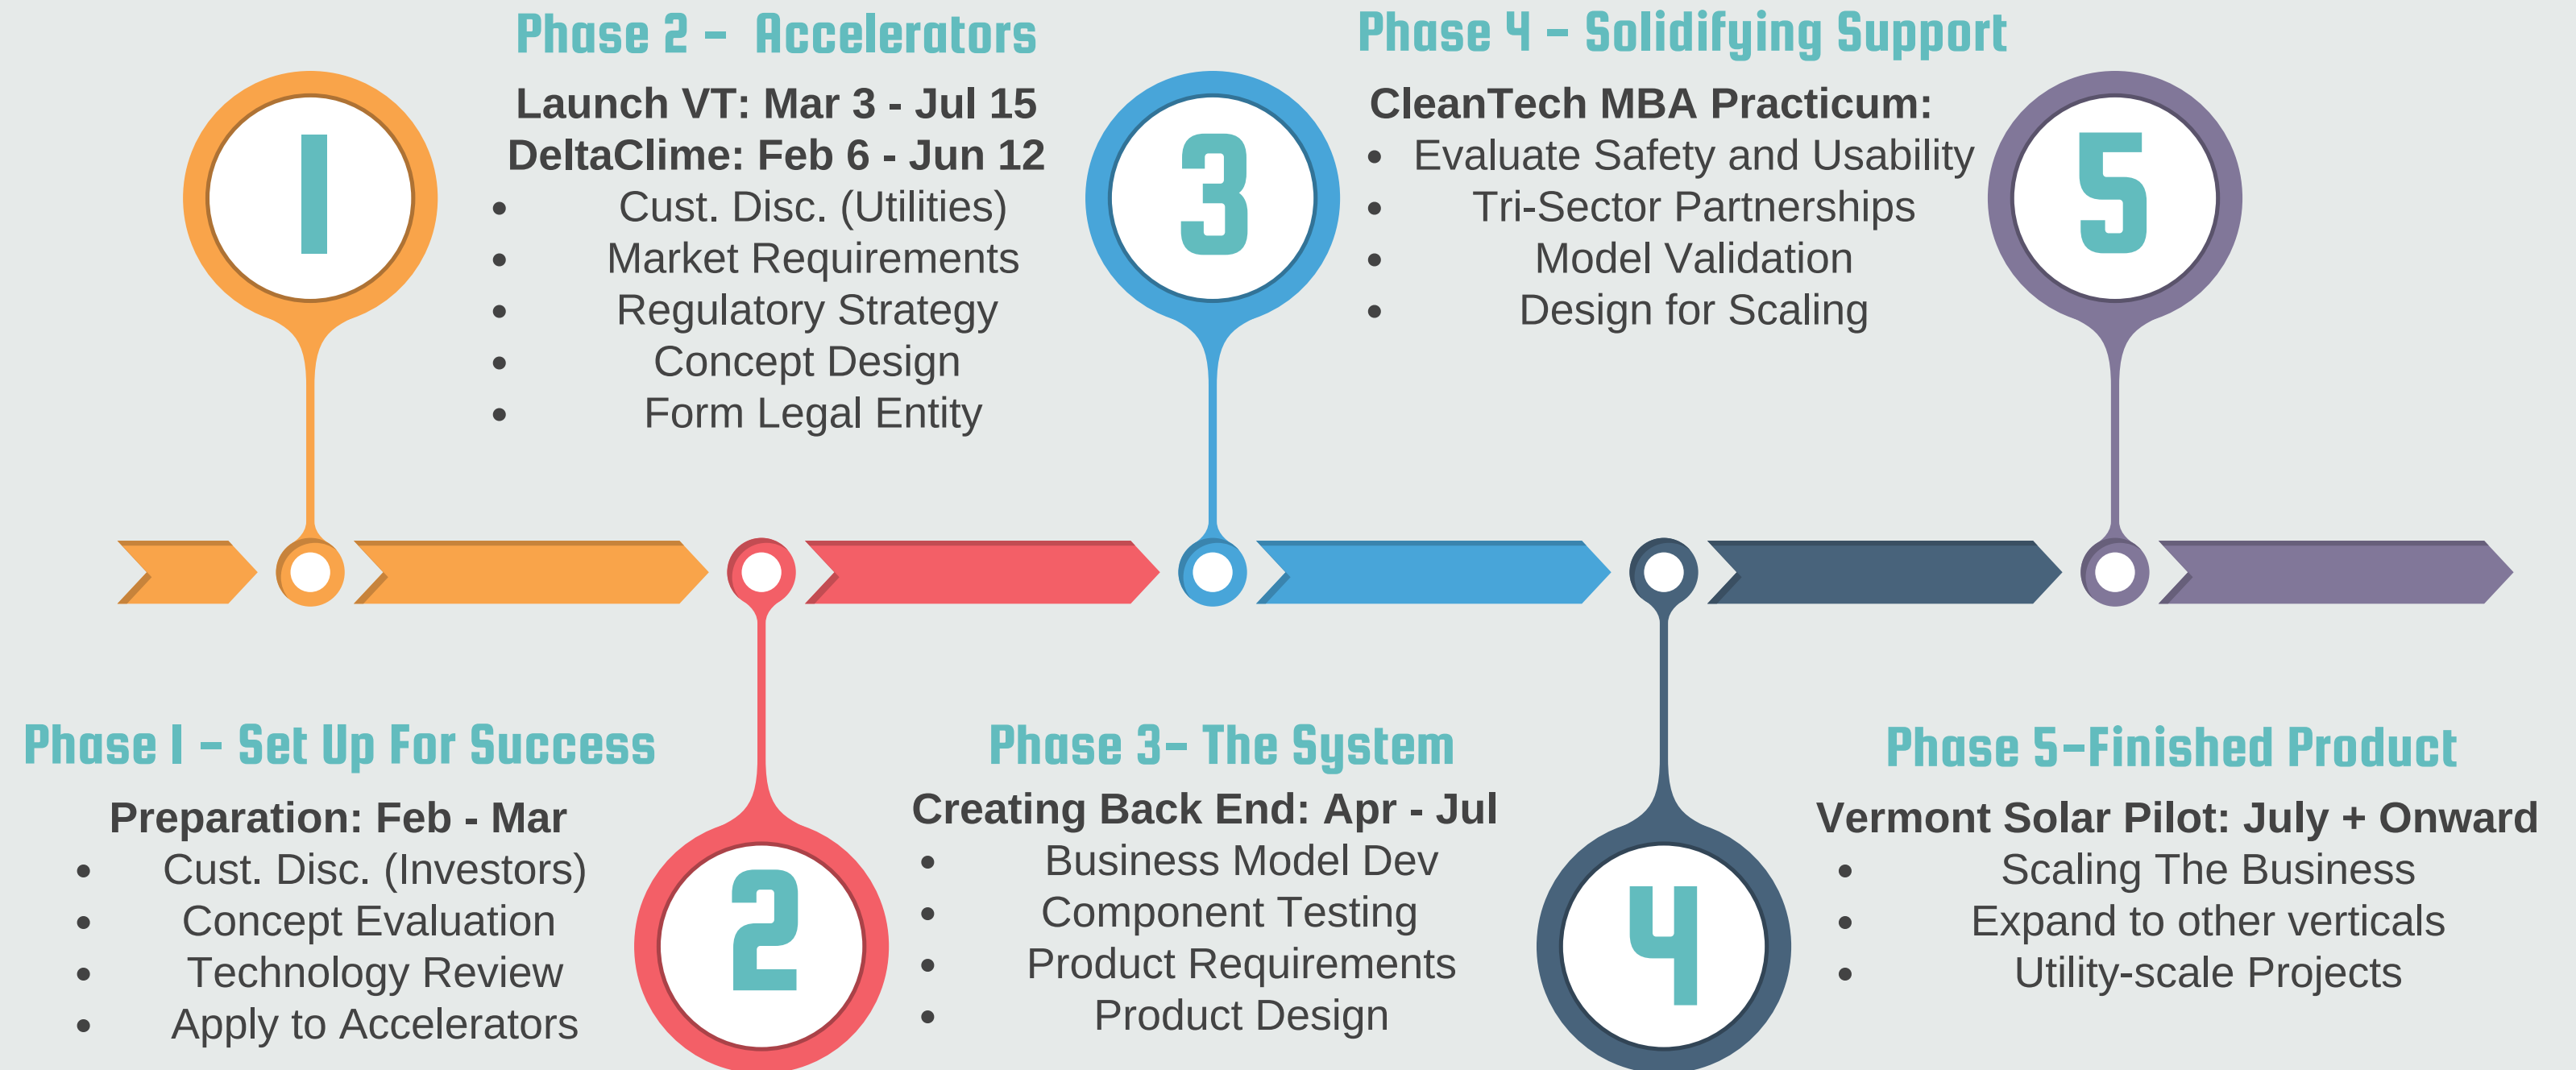 Phase 1 - Set Up For Success
Preparation: Feb - Mar
• Cust. Disc. (Investors)
• Concept Evaluation
• Technology Review
• Apply to Accelerators
1
Phase 2 - Accelerators
Launch VT: Mar 3 - Jul 15
DeltaClime: Feb 6 - Jun 12
• Cust. Disc. (Utilities)
• Market Requirements
• Regulatory Strategy
• Concept Design
• Form Legal Entity
2
Phase 3- The System
Creating Back End: Apr - Jul
• Business Model Dev
• Component Testing
• Product Requirements
• Product Design
3
Phase 4 - Solidifying Support
CleanTech MBA Practicum:
• Evaluate Safety and Usability
• Tri-Sector Partnerships
• Model Validation
• Design for Scaling
4
Phase 5-Finished Product
Vermont Solar Pilot: July + Onward
• Scaling The Business
• Expand to other verticals
• Utility-scale Projects
5